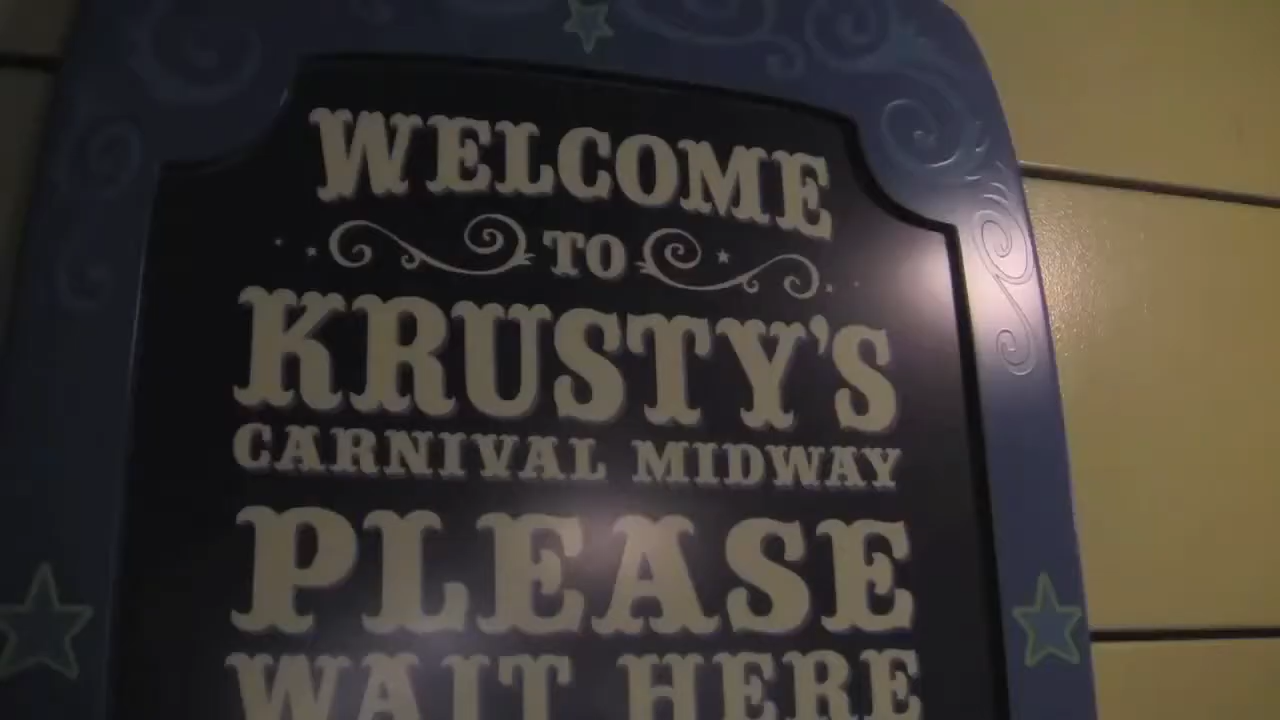 WELCOME
TO
KRUSTY'S
CARNIVAL MIDWAY
PLEASE
WAIT HERE